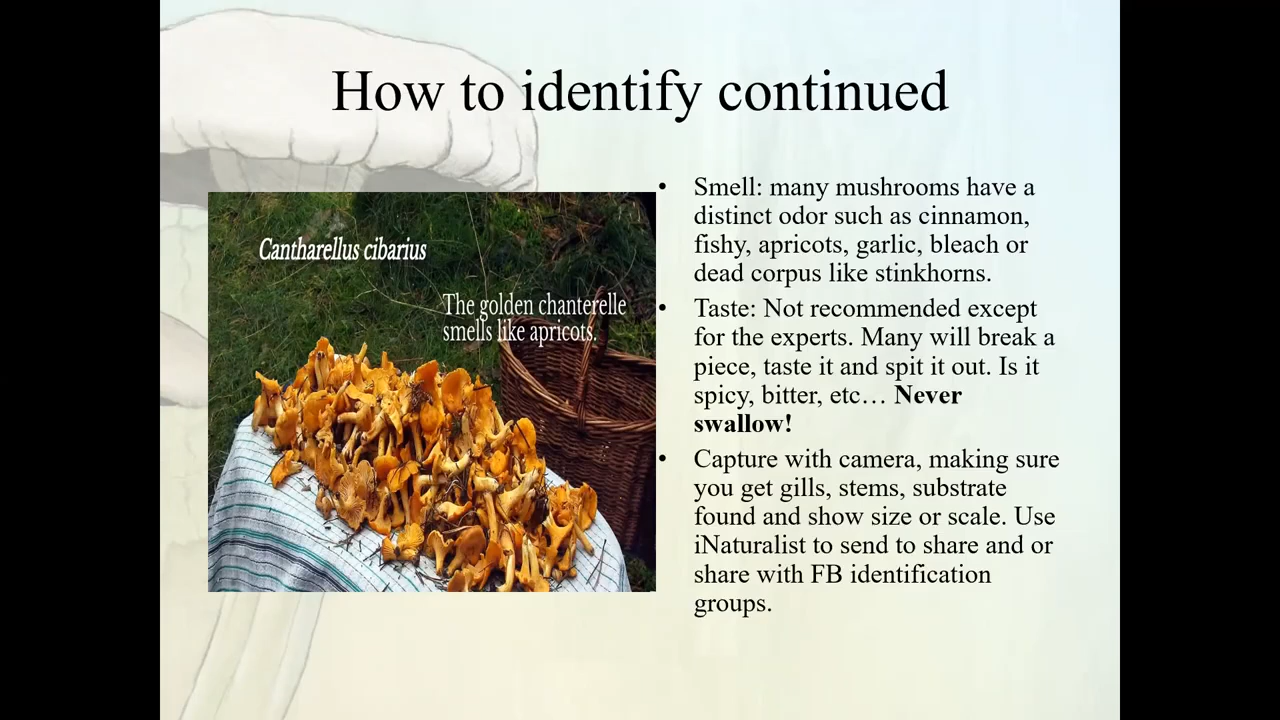 How to identify continued
Cantharellus cibarius
The golden chanterelle
smells like apricots.
• Smell: many mushrooms have a
distinct odor such as cinnamon,
fishy, apricots, garlic, bleach or
dead corpus like stinkhorns.
• Taste: Not recommended except
for the experts. Many will break a
piece, taste it and spit it out. Is it
spicy, bitter, etc… Never
swallow!
• Capture with camera, making sure
you get gills, stems, substrate
found and show size or scale. Use
iNaturalist to send to share and or
share with FB identification
groups.